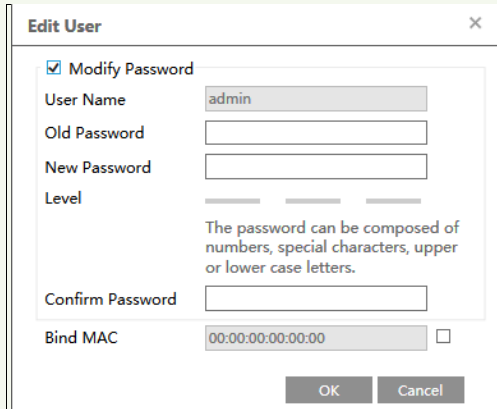 Edit User
Modify Password
User Name admin
Old Password
New Password
Level
The password can be composed of
numbers, special characters, upper
or lower case letters.
Confirm Password
Bind MAC 00:00:00:00:00:00
OK Cancel